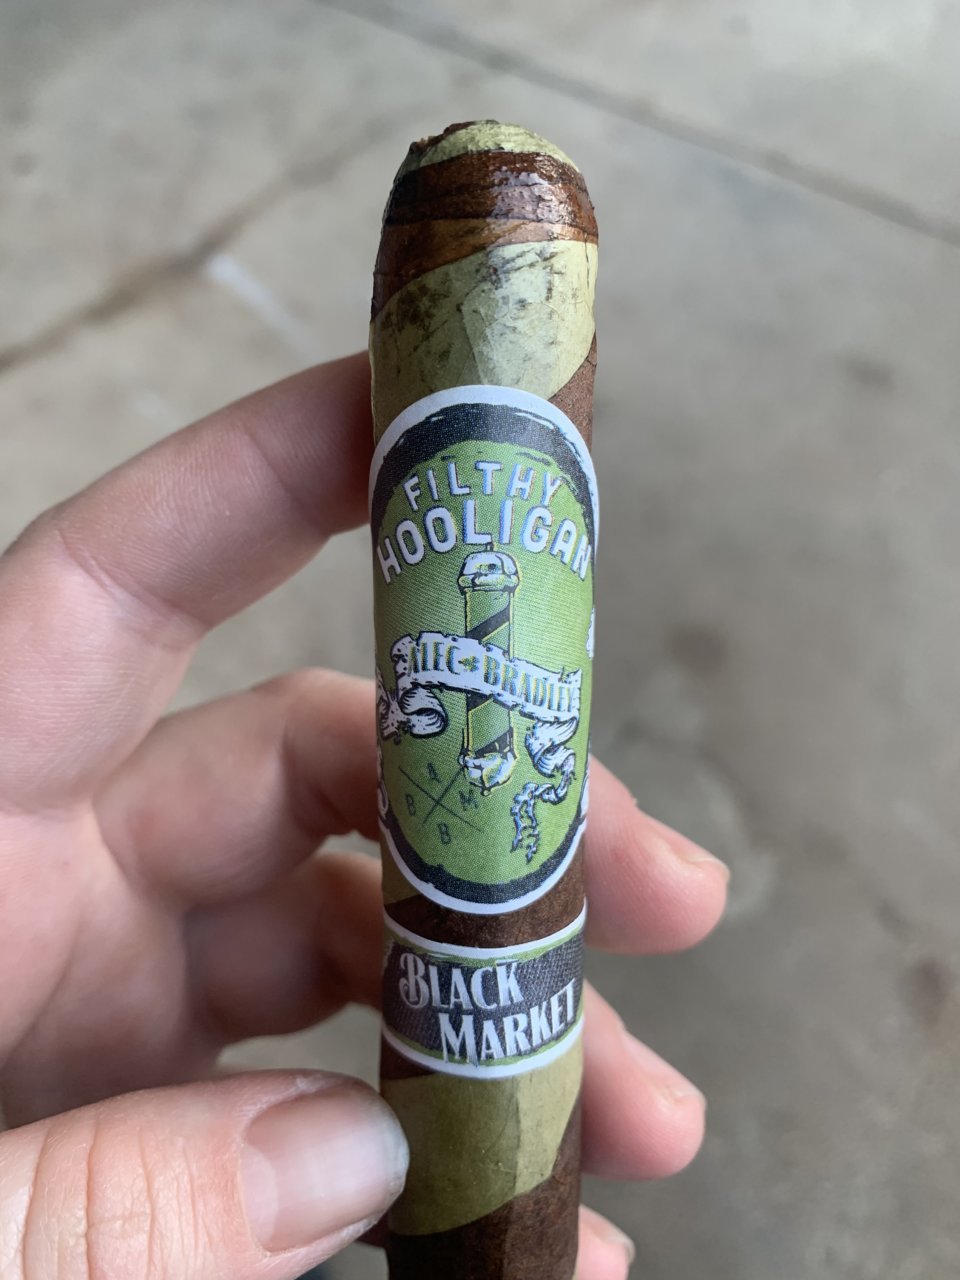 FILTHY
HOOLIGAN
ALEC & BRADLEY
A
B M
B
BLACK
MARKET